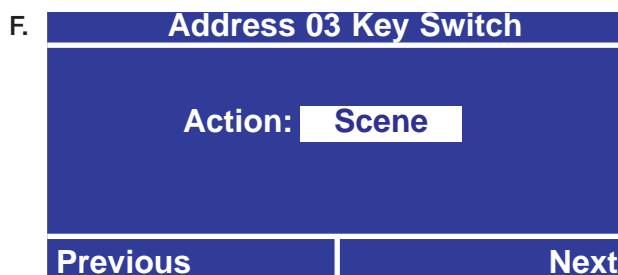 F.
Address 03 Key Switch
Action: Scene
Previous Next